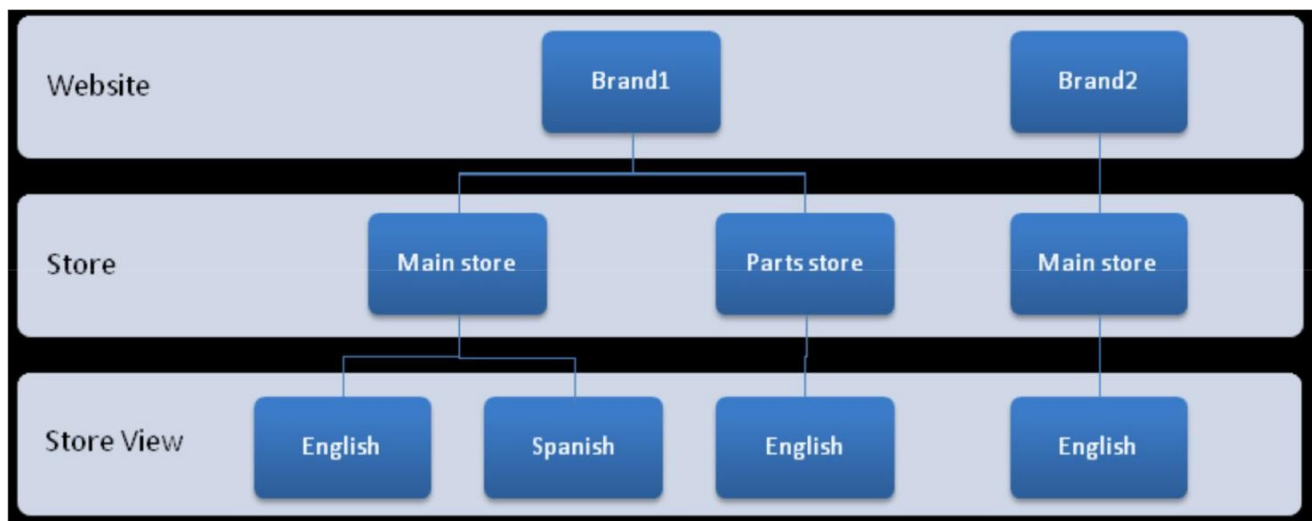 Website
Brand1
Brand2
Store
Main store
Parts store
Main store
Store View
English
Spanish
English
English